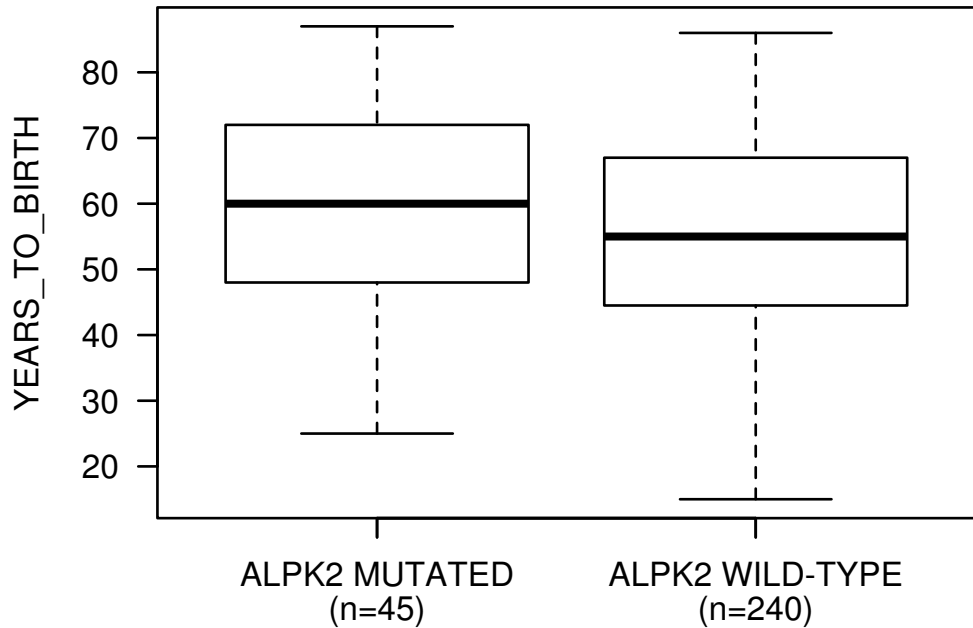 YEARS_TO_BIRTH
80
70
60
50
40
30
20
ALPK2 MUTATED
(n=45)
ALPK2 WILD-TYPE
(n=240)